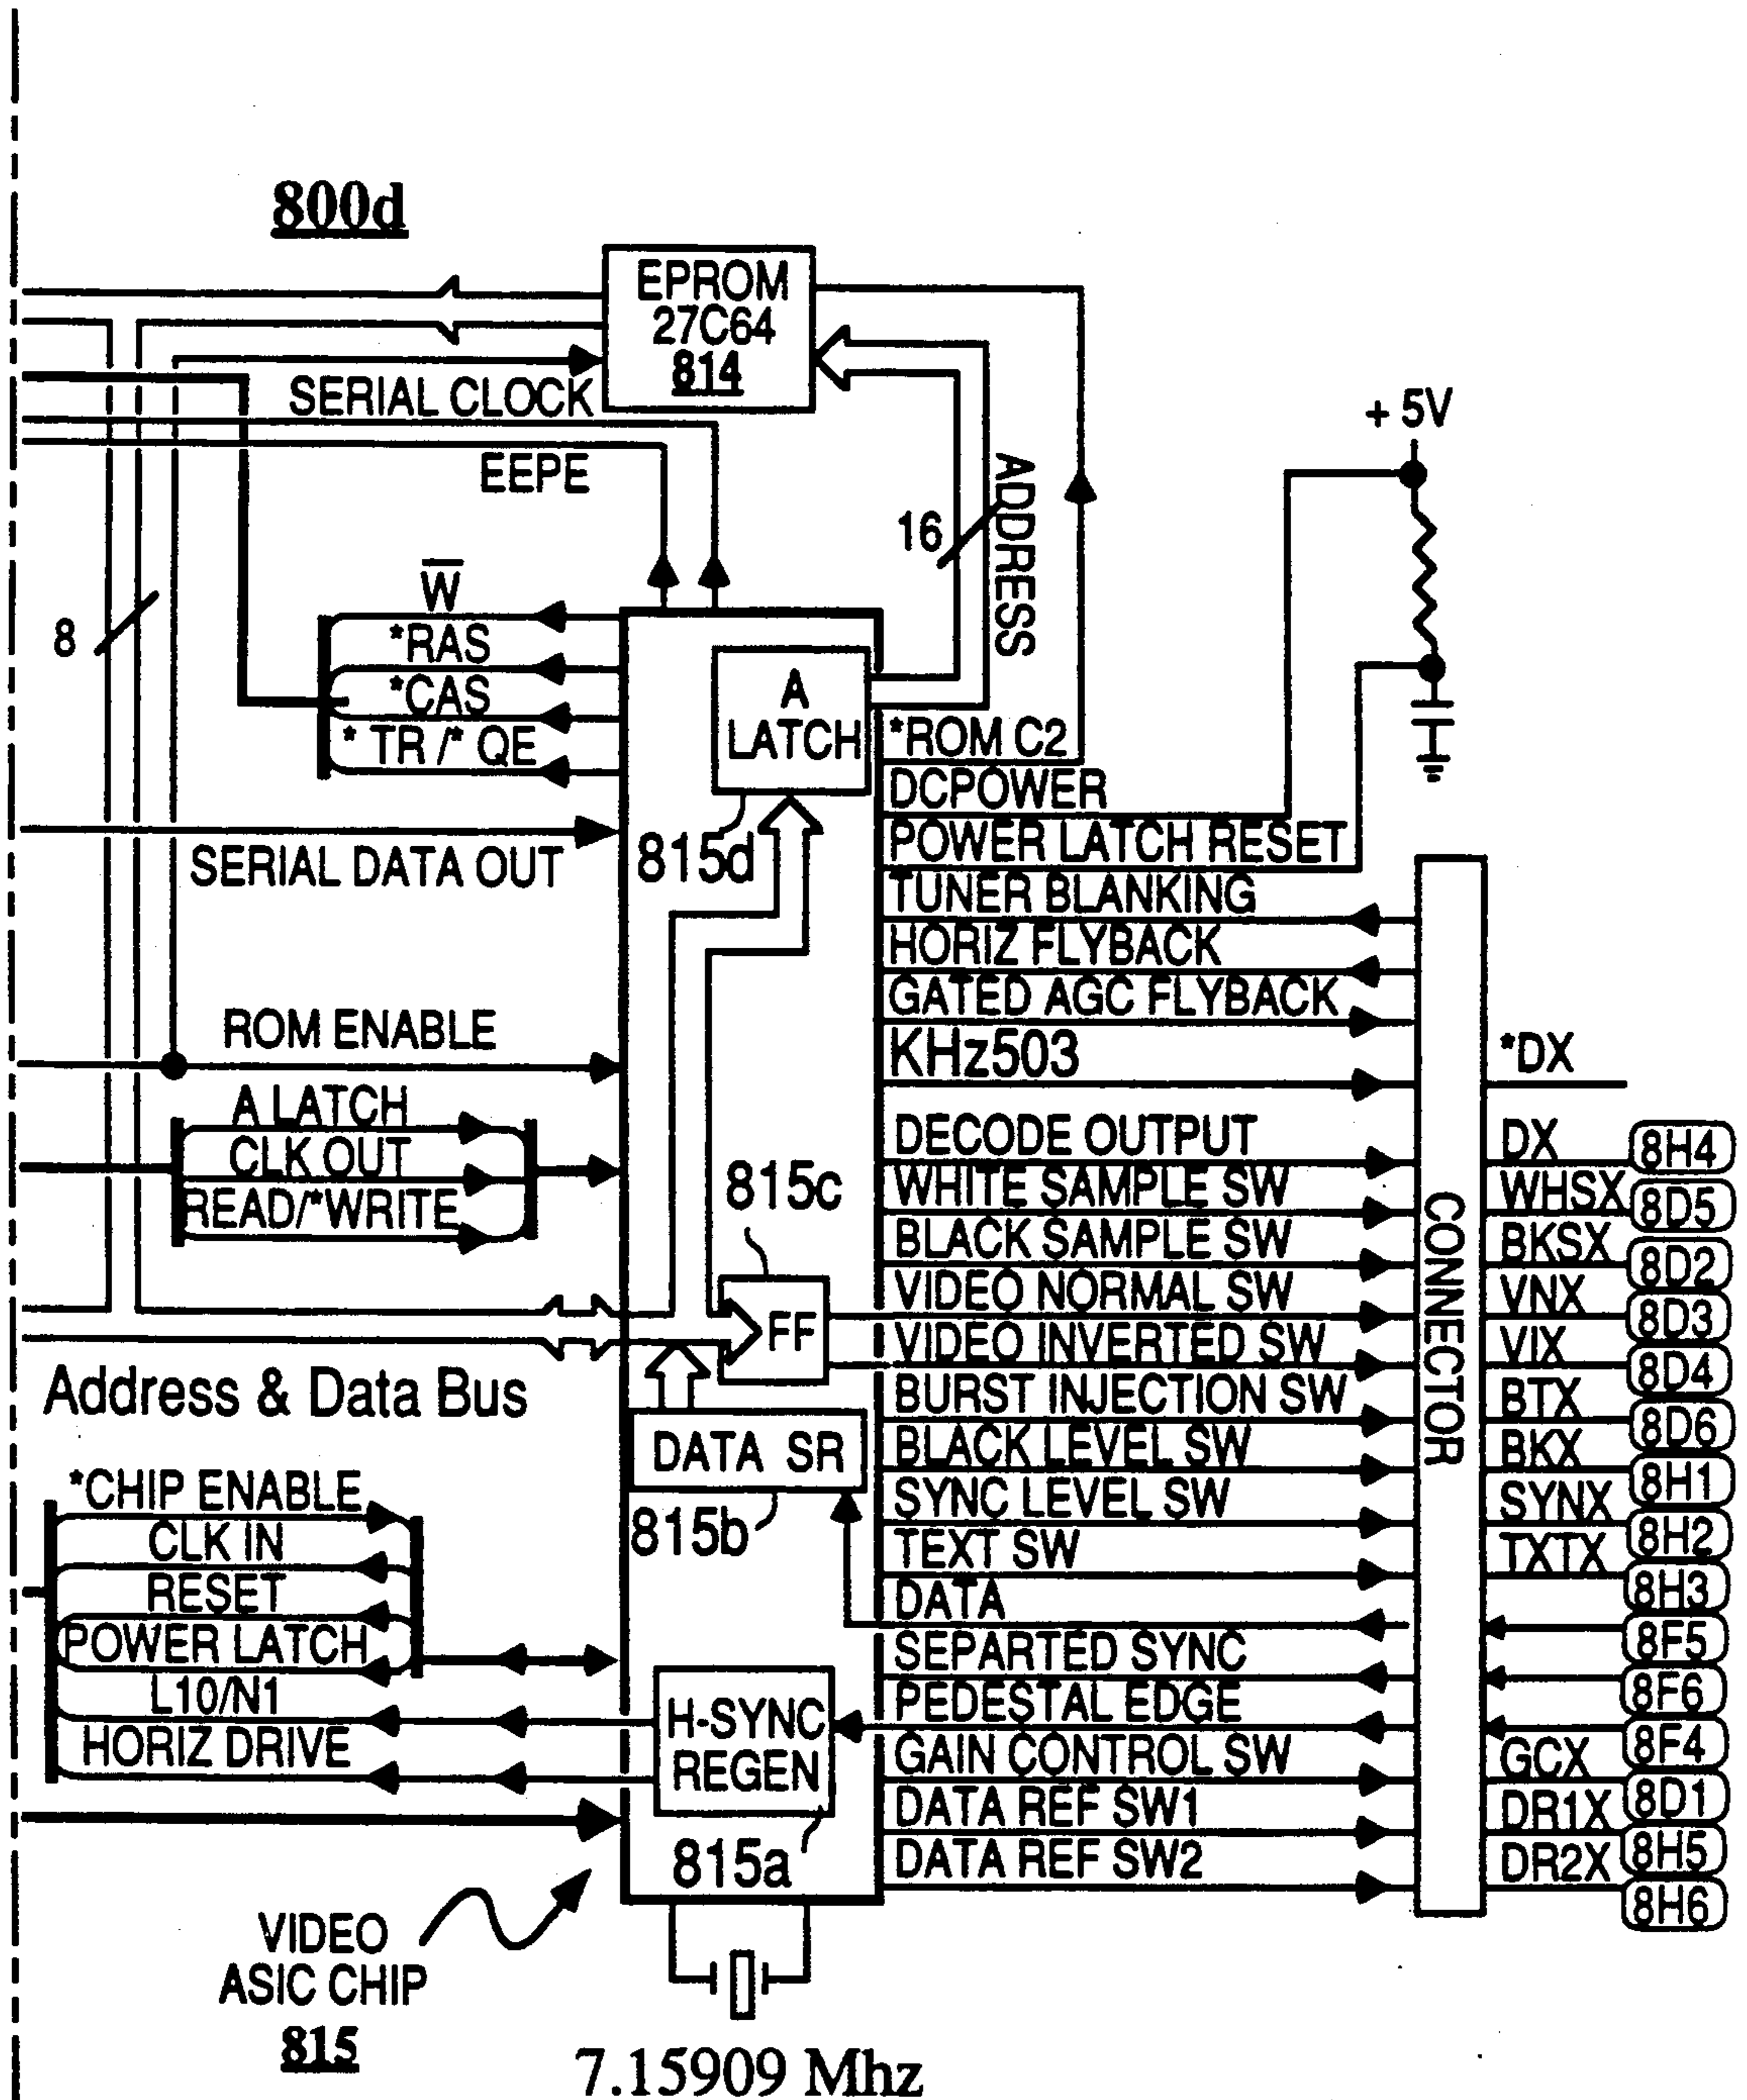 800d
EPROM
27C64
814
SERIAL CLOCK
EEPE
+ 5V
ADDRESS
16
8
W
*RAS
*CAS
* TR /* QE
A
LATCH
815d
SERIAL DATA OUT
*ROM C2
DCPOWER
POWER LATCH RESET
TUNER BLANKING
HORIZ FLYBACK
GATED AGC FLYBACK
KHz503
*DX
ROM ENABLE
A LATCH
CLK OUT
READ/*WRITE
815c
FF
DECODE OUTPUT
WHITE SAMPLE SW
BLACK SAMPLE SW
VIDEO NORMAL SW
VIDEO INVERTED SW
BURST INJECTION SW
BLACK LEVEL SW
SYNC LEVEL SW
TEXT SW
DATA
SEPARTED SYNC
PEDESTAL EDGE
GAIN CONTROL SW
DATA REF SW1
DATA REF SW2
CONNECTOR
DX 8H4
WHSX 8D5
BKSX 8D2
VNX 8D3
VIX 8D4
BTX 8D6
BKX 8H1
SYNX 8H2
TXTX 8H3
8F5
8F6
8F4
GCX 8D1
DR1X 8H5
DR2X 8H6
Address & Data Bus
DATA SR
815b
*CHIP ENABLE
CLK IN
RESET
POWER LATCH
L10/N1
HORIZ DRIVE
H-SYNC
REGEN
815a
VIDEO
ASIC CHIP
815
7.15909 Mhz